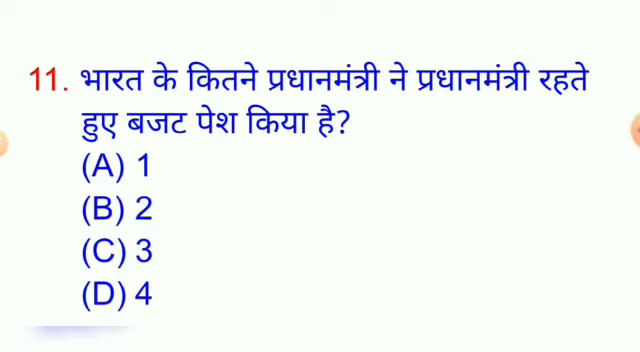 11. भारत के कितने प्रधानमंत्री ने प्रधानमंत्री रहते
हुए बजट पेश किया है?
(A) 1
(B) 2
(C) 3
(D) 4